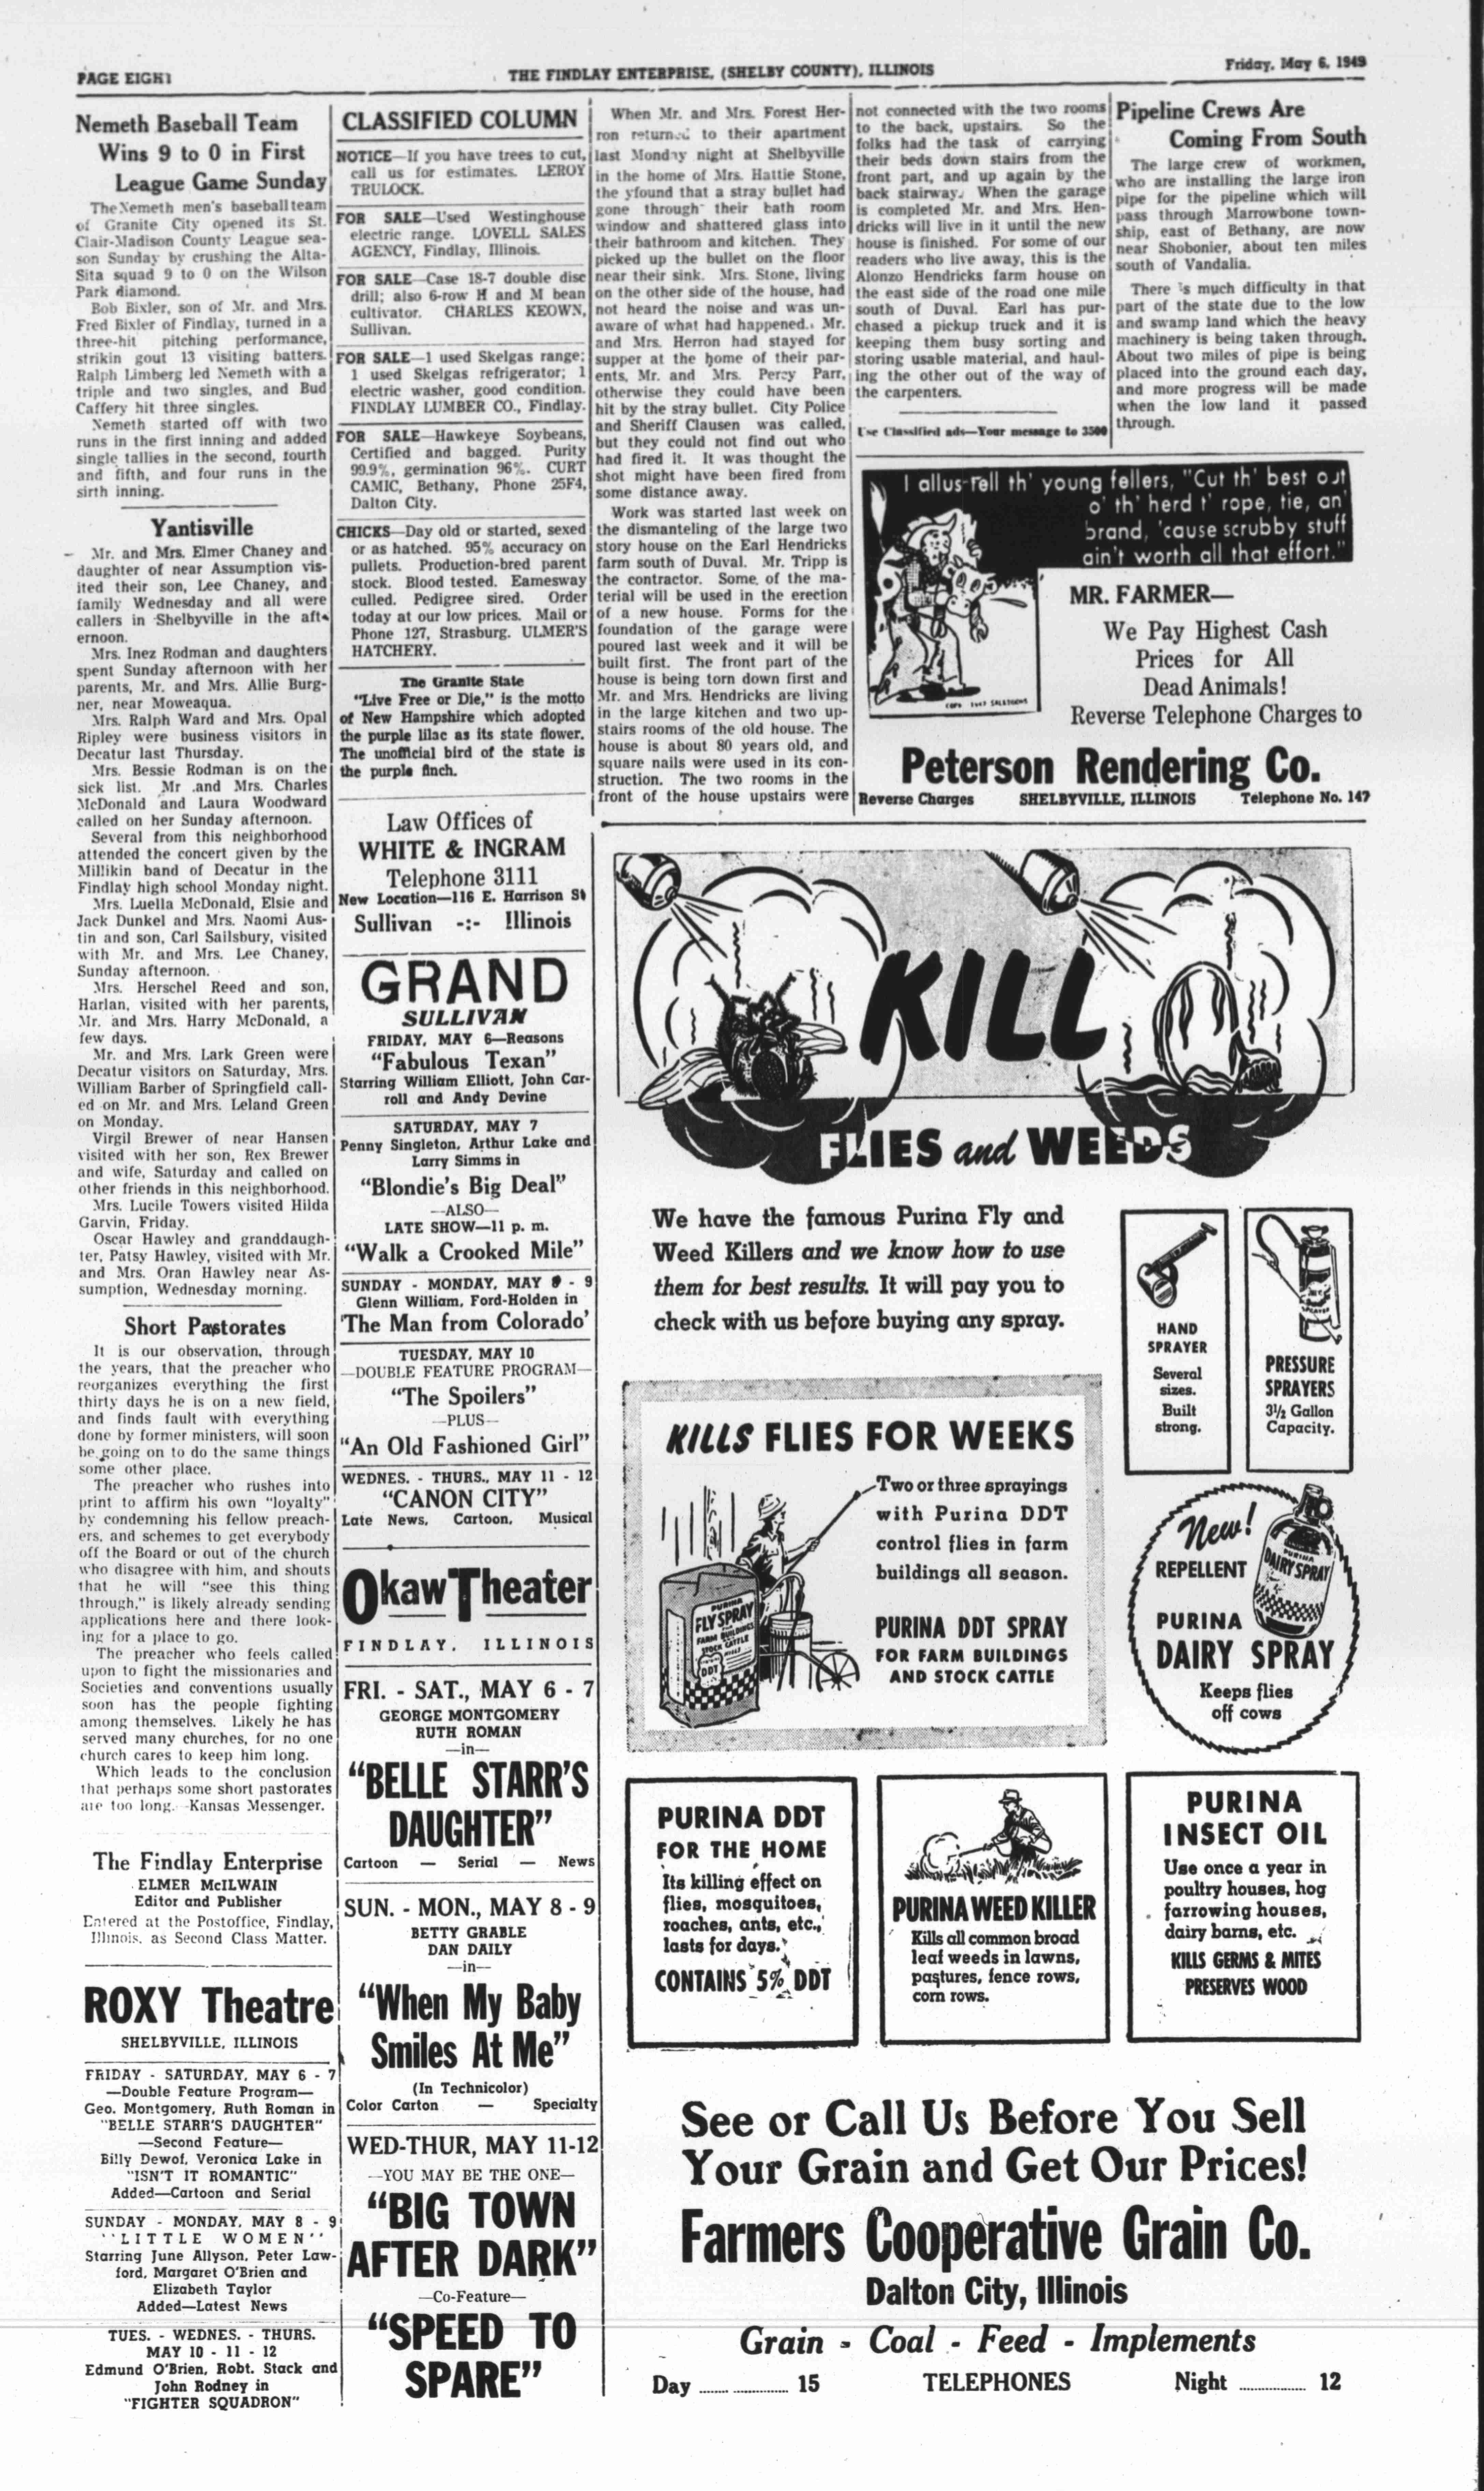 PAGE EIGHT
THE FINDLAY ENTERPRISE, (SHELBY COUNTY), ILLINOIS
Friday, May 6, 1949
Nemeth Baseball Team
Wins 9 to 0 in First
League Game Sunday
The Nemeth men's baseball team
of Granite City opened its St.
Clair-Madison County League sea-
son Sunday by crushing the Alta-
Sita squad 9 to 0 on the Wilson
Park diamond.
Bob Bixler, son of Mr. and Mrs.
Fred Bixler of Findlay, turned in a
three-hit pitching performance,
strikin gout 13 visiting batters.
Ralph Limberg led Nemeth with a
triple and two singles, and Bud
Caffery hit three singles.
Nemeth started off with two
runs in the first inning and added
single tallies in the second, fourth
and fifth, and four runs in the
sirth inning.
Yantisville
Mr. and Mrs. Elmer Chaney and
daughter of near Assumption vis-
ited their son, Lee Chaney, and
family Wednesday and all were
callers in Shelbyville in the aft-
ernoon.
Mrs. Inez Rodman and daughters
spent Sunday afternoon with her
parents, Mr. and Mrs. Allie Burg-
ner, near Moweaqua.
Mrs. Ralph Ward and Mrs. Opal
Ripley were business visitors in
Decatur last Thursday.
Mrs. Bessie Rodman is on the
sick list. Mr .and Mrs. Charles
McDonald and Laura Woodward
called on her Sunday afternoon.
Several from this neighborhood
attended the concert given by the
Millikin band of Decatur in the
Findlay high school Monday night.
Mrs. Luella McDonald, Elsie and
Jack Dunkel and Mrs. Naomi Aus-
tin and son, Carl Sailsbury, visited
with Mr. and Mrs. Lee Chaney,
Sunday afternoon.
Mrs. Herschel Reed and son,
Harlan, visited with her parents,
Mr. and Mrs. Harry McDonald, a
few days.
Mr. and Mrs. Lark Green were
Decatur visitors on Saturday, Mrs.
William Barber of Springfield call-
ed on Mr. and Mrs. Leland Green
on Monday.
Virgil Brewer of near Hansen
visited with her son, Rex Brewer
and wife, Saturday and called on
other friends in this neighborhood.
Mrs. Lucile Towers visited Hilda
Garvin, Friday.
Oscar Hawley and granddaugh-
ter, Patsy Hawley, visited with Mr.
and Mrs. Oran Hawley near As-
sumption, Wednesday morning.
Short Pastorates
It is our observation, through
the years, that the preacher who
reorganizes everything the first
thirty days he is on a new field,
and finds fault with everything
done by former ministers, will soon
be going on to do the same things
some other place.
The preacher who rushes into
print to affirm his own "loyalty"
by condemning his fellow preach-
ers, and schemes to get everybody
off the Board or out of the church
who disagree with him, and shouts
that he will "see this thing
through," is likely already sending
applications here and there look-
ing for a place to go.
The preacher who feels called
upon to fight the missionaries and
Societies and conventions usually
soon has the people fighting
among themselves. Likely he has
served many churches, for no one
church cares to keep him long.
Which leads to the conclusion
that perhaps some short pastorates
are too long.—Kansas Messenger.
The Findlay Enterprise
ELMER McILWAIN
Editor and Publisher
Entered at the Postoffice, Findlay,
Illinois, as Second Class Matter.
ROXY Theatre
SHELBYVILLE, ILLINOIS
FRIDAY - SATURDAY, MAY 6 - 7
—Double Feature Program—
Geo. Montgomery, Ruth Roman in
"BELLE STARR'S DAUGHTER"
—Second Feature—
Billy Dewof, Veronica Lake in
"ISN'T IT ROMANTIC"
Added—Cartoon and Serial
SUNDAY - MONDAY, MAY 8 - 9
"LITTLE WOMEN"
Starring June Allyson, Peter Law-
ford, Margaret O'Brien and
Elizabeth Taylor
Added—Latest News
TUES. - WEDNES. - THURS.
MAY 10 - 11 - 12
Edmund O'Brien, Robt. Stack and
John Rodney in
"FIGHTER SQUADRON"
CLASSIFIED COLUMN
NOTICE—If you have trees to cut,
call us for estimates. LEROY
TRULOCK.
FOR SALE—Used Westinghouse
electric range. LOVELL SALES
AGENCY, Findlay, Illinois.
FOR SALE—Case 18-7 double disc
drill; also 6-row H and M bean
cultivator. CHARLES KEOWN,
Sullivan.
FOR SALE—1 used Skelgas range;
1 used Skelgas refrigerator; 1
electric washer, good condition.
FINDLAY LUMBER CO., Findlay.
FOR SALE—Hawkeye Soybeans,
Certified and bagged. Purity
99.9%, germination 96%. CURT
CAMIC, Bethany, Phone 25F4,
Dalton City.
CHICKS—Day old or started, sexed
or as hatched. 95% accuracy on
pullets. Production-bred parent
stock. Blood tested. Eamesway
culled. Pedigree sired. Order
today at our low prices. Mail or
Phone 127, Strasburg. ULMER'S
HATCHERY.
The Granite State
"Live Free or Die," is the motto
of New Hampshire which adopted
the purple lilac as its state flower.
The unofficial bird of the state is
the purple finch.
Law Offices of
WHITE & INGRAM
Telephone 3111
New Location—116 E. Harrison St
Sullivan -:- Illinois
GRAND
SULLIVAN
FRIDAY, MAY 6—Reasons
"Fabulous Texan"
Starring William Elliott, John Car-
roll and Andy Devine
SATURDAY, MAY 7
Penny Singleton, Arthur Lake and
Larry Simms in
"Blondie's Big Deal"
—ALSO—
LATE SHOW—11 p. m.
"Walk a Crooked Mile"
SUNDAY - MONDAY, MAY 8 - 9
Glenn William, Ford-Holden in
'The Man from Colorado'
TUESDAY, MAY 10
—DOUBLE FEATURE PROGRAM—
"The Spoilers"
—PLUS—
"An Old Fashioned Girl"
WEDNES. - THURS., MAY 11 - 12
"CANON CITY"
Late News, Cartoon, Musical
Okaw Theater
FINDLAY, ILLINOIS
FRI. - SAT., MAY 6 - 7
GEORGE MONTGOMERY
RUTH ROMAN
—in—
"BELLE STARR'S
DAUGHTER"
Cartoon — Serial — News
SUN. - MON., MAY 8 - 9
BETTY GRABLE
DAN DAILY
—in—
"When My Baby
Smiles At Me"
(In Technicolor)
Color Carton — Specialty
WED-THUR, MAY 11-12
—YOU MAY BE THE ONE—
"BIG TOWN
AFTER DARK"
—Co-Feature—
"SPEED TO
SPARE"
When Mr. and Mrs. Forest Her-
ron returned to their apartment
last Monday night at Shelbyville
in the home of Mrs. Hattie Stone,
the yfound that a stray bullet had
gone through their bath room
window and shattered glass into
their bathroom and kitchen. They
picked up the bullet on the floor
near their sink. Mrs. Stone, living
on the other side of the house, had
not heard the noise and was un-
aware of what had happened.. Mr.
and Mrs. Herron had stayed for
supper at the home of their par-
ents, Mr. and Mrs. Percy Parr,
otherwise they could have been
hit by the stray bullet. City Police
and Sheriff Clausen was called,
but they could not find out who
had fired it. It was thought the
shot might have been fired from
some distance away.
Work was started last week on
the dismanteling of the large two
story house on the Earl Hendricks
farm south of Duval. Mr. Tripp is
the contractor. Some of the ma-
terial will be used in the erection
of a new house. Forms for the
foundation of the garage were
poured last week and it will be
built first. The front part of the
house is being torn down first and
Mr. and Mrs. Hendricks are living
in the large kitchen and two up-
stairs rooms of the old house. The
house is about 80 years old, and
square nails were used in its con-
struction. The two rooms in the
front of the house upstairs were
not connected with the two rooms
to the back, upstairs. So the
folks had the task of carrying
their beds down stairs from the
front part, and up again by the
back stairway. When the garage
is completed Mr. and Mrs. Hen-
dricks will live in it until the new
house is finished. For some of our
readers who live away, this is the
Alonzo Hendricks farm house on
the east side of the road one mile
south of Duval. Earl has pur-
chased a pickup truck and it is
keeping them busy sorting and
storing usable material, and haul-
ing the other out of the way of
the carpenters.
Use Classified ads—Your message to 3500
Pipeline Crews Are
Coming From South
The large crew of workmen,
who are installing the large iron
pipe for the pipeline which will
pass through Marrowbone town-
ship, east of Bethany, are now
near Shobonier, about ten miles
south of Vandalia.
There is much difficulty in that
part of the state due to the low
and swamp land which the heavy
machinery is being taken through.
About two miles of pipe is being
placed into the ground each day,
and more progress will be made
when the low land it passed
through.
I allus-Tell th' young fellers, "Cut th' best out
o' th' herd t' rope, tie, an'
brand, 'cause scrubby stuff
ain't worth all that effort."
MR. FARMER—
We Pay Highest Cash
Prices for All
Dead Animals!
Reverse Telephone Charges to
Peterson Rendering Co.
Reverse Charges SHELBYVILLE, ILLINOIS Telephone No. 147
KILL
FLIES and WEEDS
We have the famous Purina Fly and
Weed Killers and we know how to use
them for best results. It will pay you to
check with us before buying any spray.
HAND
SPRAYER
Several
sizes.
Built
strong.
PRESSURE
SPRAYERS
3½ Gallon
Capacity.
KILLS FLIES FOR WEEKS
Two or three sprayings
with Purina DDT
control flies in farm
buildings all season.
PURINA DDT SPRAY
FOR FARM BUILDINGS
AND STOCK CATTLE
PURINA
FLY SPRAY
FARM BUILDINGS
STOCK CATTLE
DDT
New!
REPELLENT
PURINA
DAIRY SPRAY
PURINA
DAIRY SPRAY
Keeps flies
off cows
PURINA DDT
FOR THE HOME
Its killing effect on
flies, mosquitoes,
roaches, ants, etc.,
lasts for days.
CONTAINS 5% DDT
PURINA WEED KILLER
Kills all common broad
leaf weeds in lawns,
pastures, fence rows,
corn rows.
PURINA
INSECT OIL
Use once a year in
poultry houses, hog
farrowing houses,
dairy barns, etc.
KILLS GERMS & MITES
PRESERVES WOOD
See or Call Us Before You Sell
Your Grain and Get Our Prices!
Farmers Cooperative Grain Co.
Dalton City, Illinois
Grain - Coal - Feed - Implements
Day ........ 15 TELEPHONES Night ........ 12